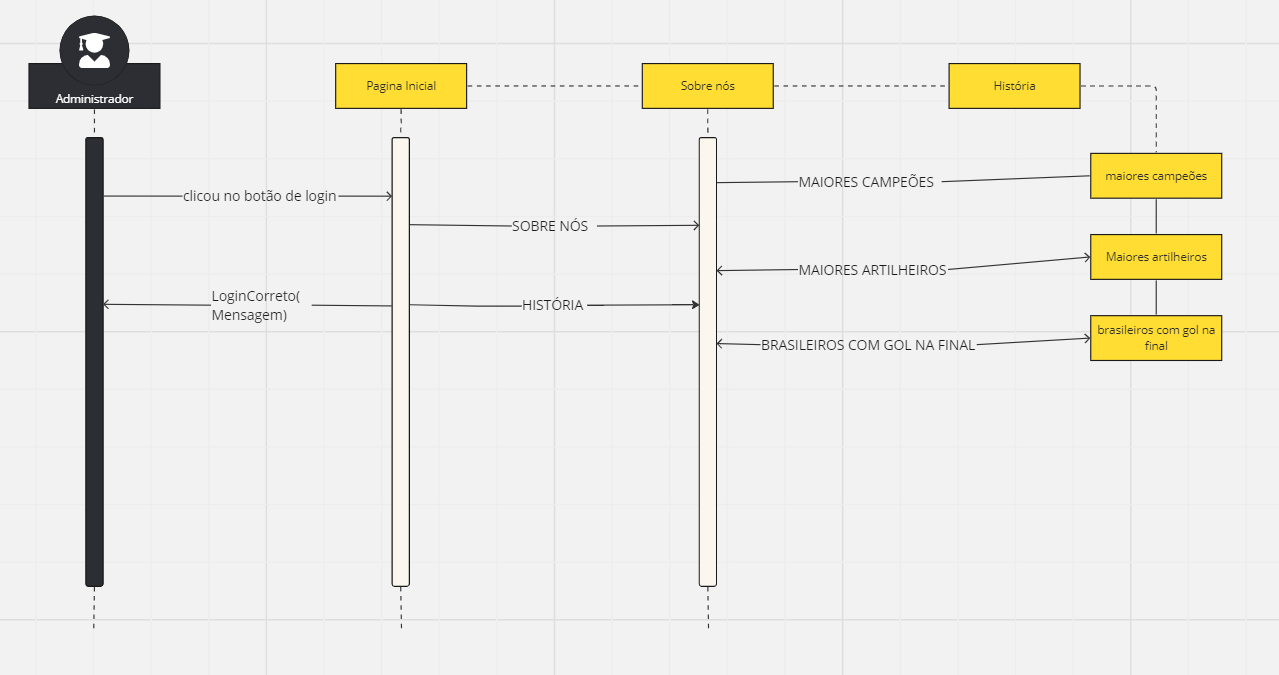 Administrador
Pagina Inicial
Sobre nós
História
maiores campeões
MAIORES CAMPEÕES
clicou no botão de login
SOBRE NÓS
Maiores artilheiros
MAIORES ARTILHEIROS
LoginCorreto(
Mensagem)
HISTÓRIA
brasileiros com gol na
final
BRASILEIROS COM GOL NA FINAL